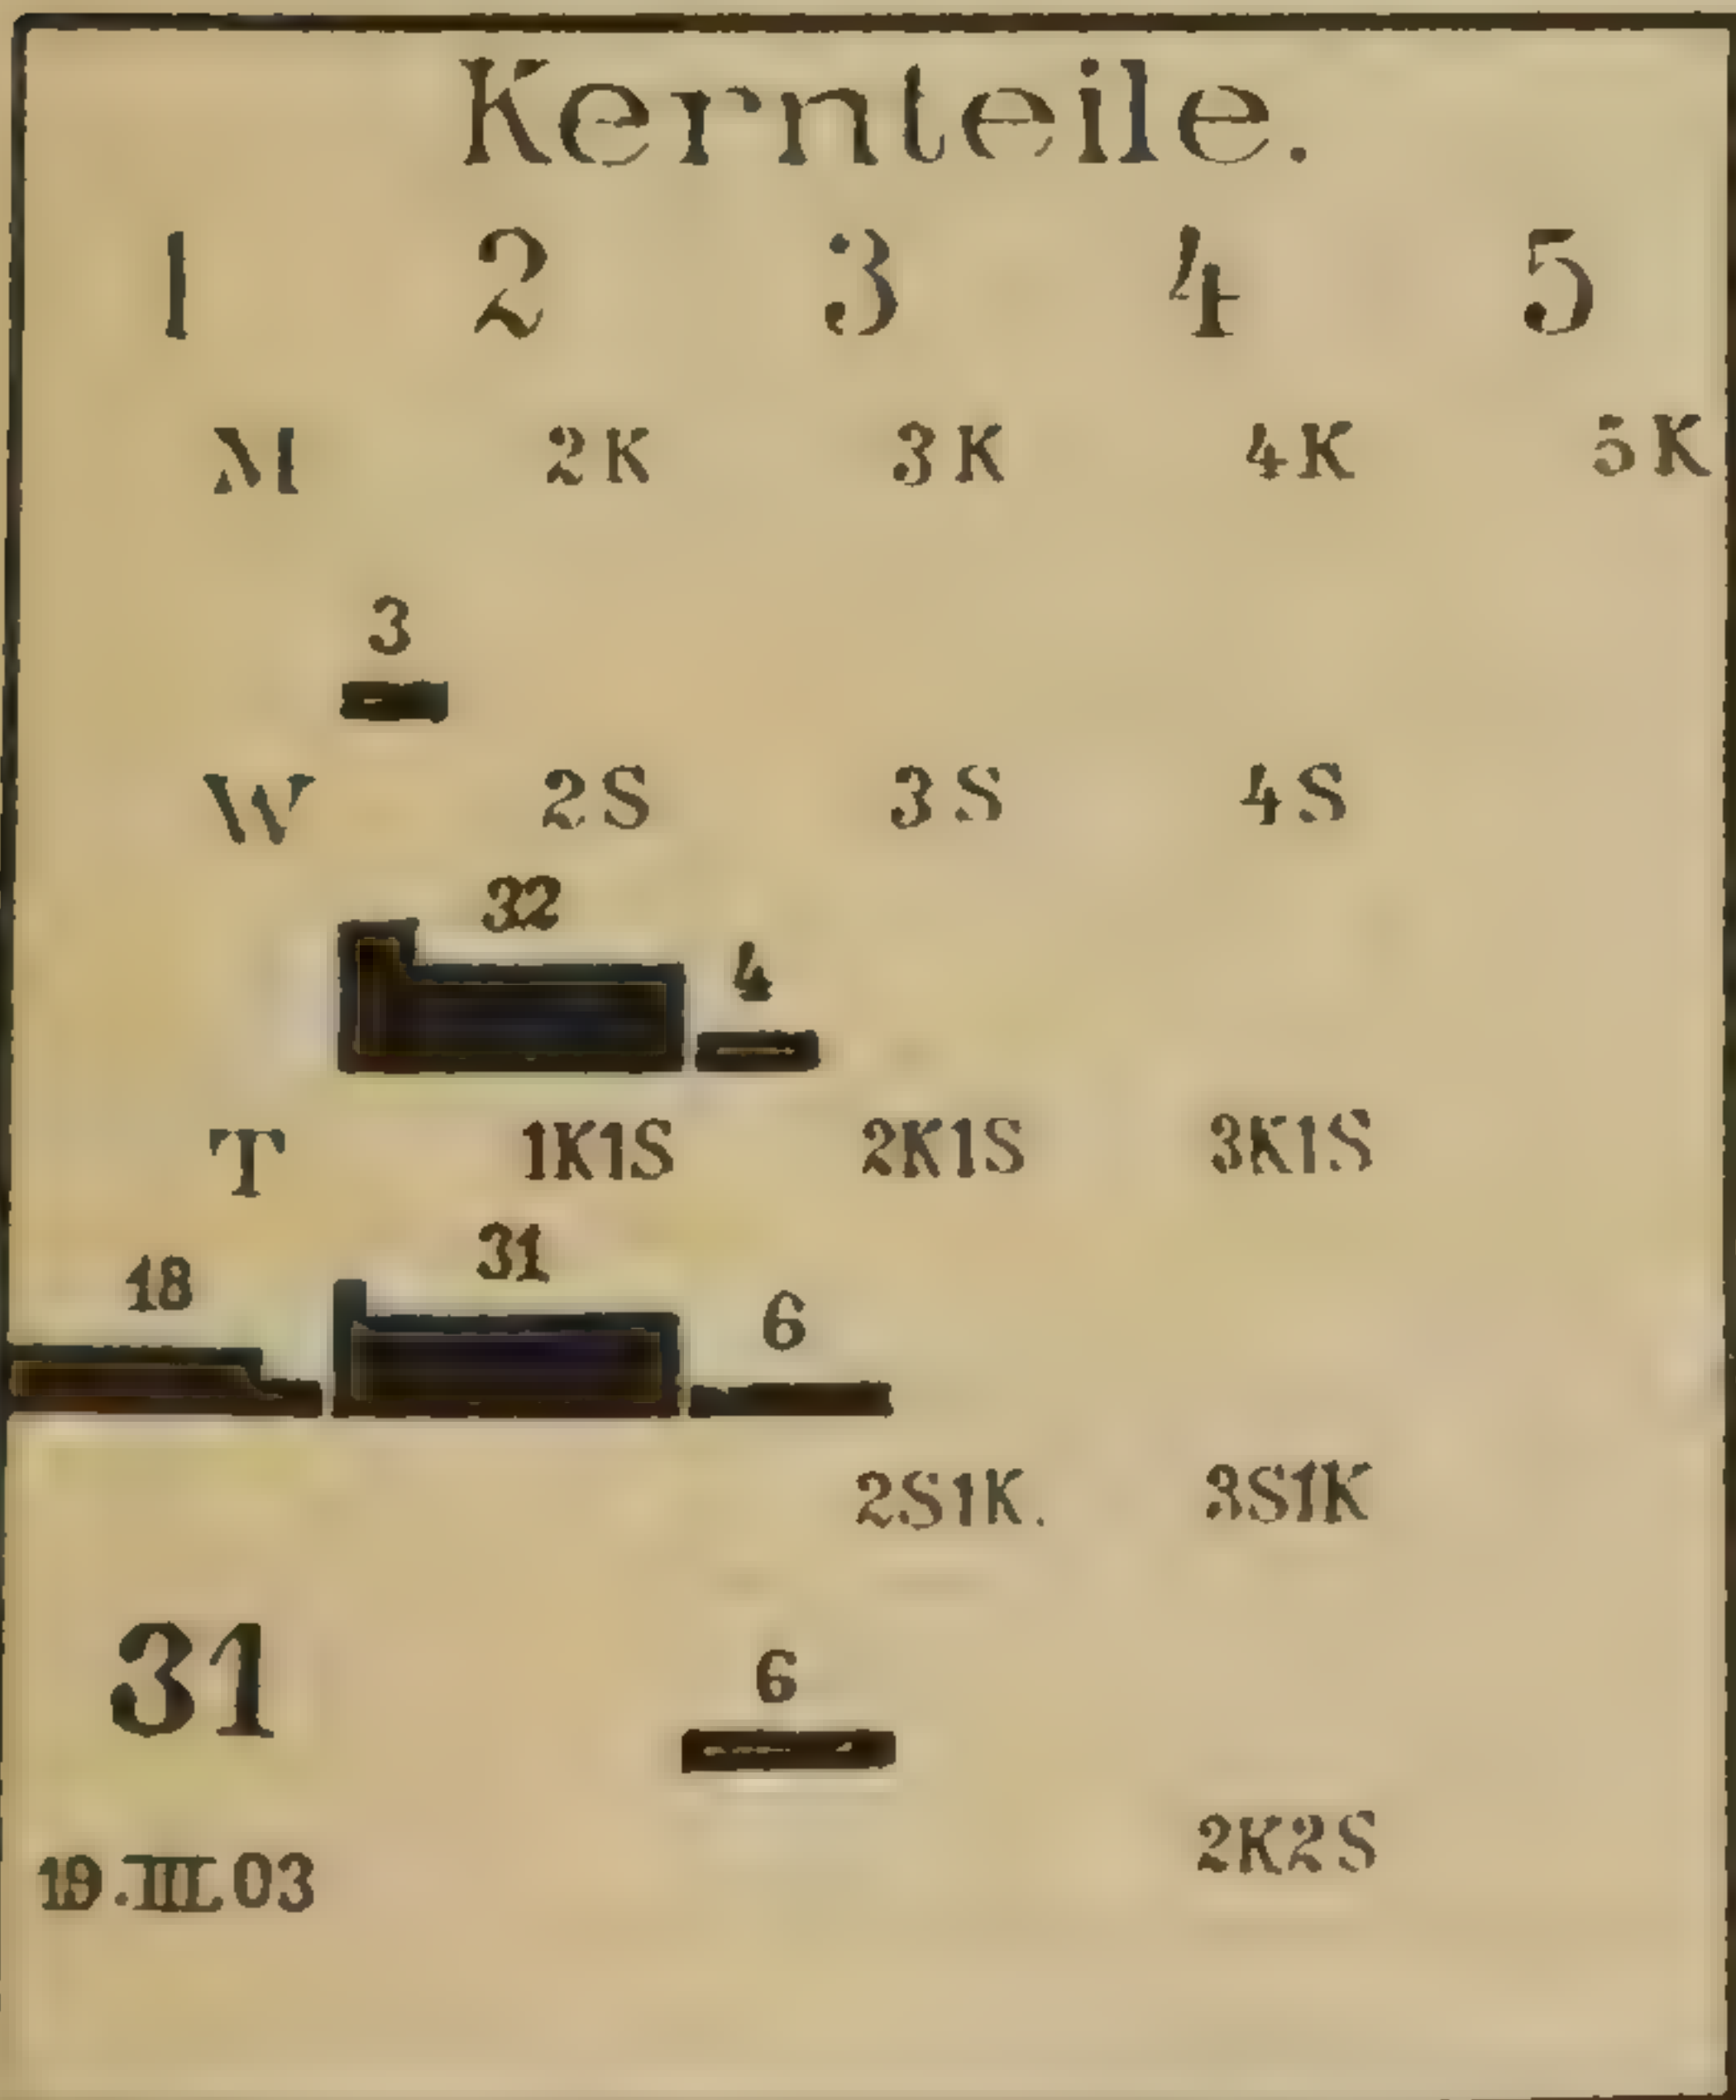 Kernteile.
1 2 3 4 5
M 2K 3K 4K 5K
3
W 2S 3S 4S
32
4
T 1K1S 2K1S 3K1S
18 31 6
2S1K. 3S1K
31 6
2K2S
19.III.03